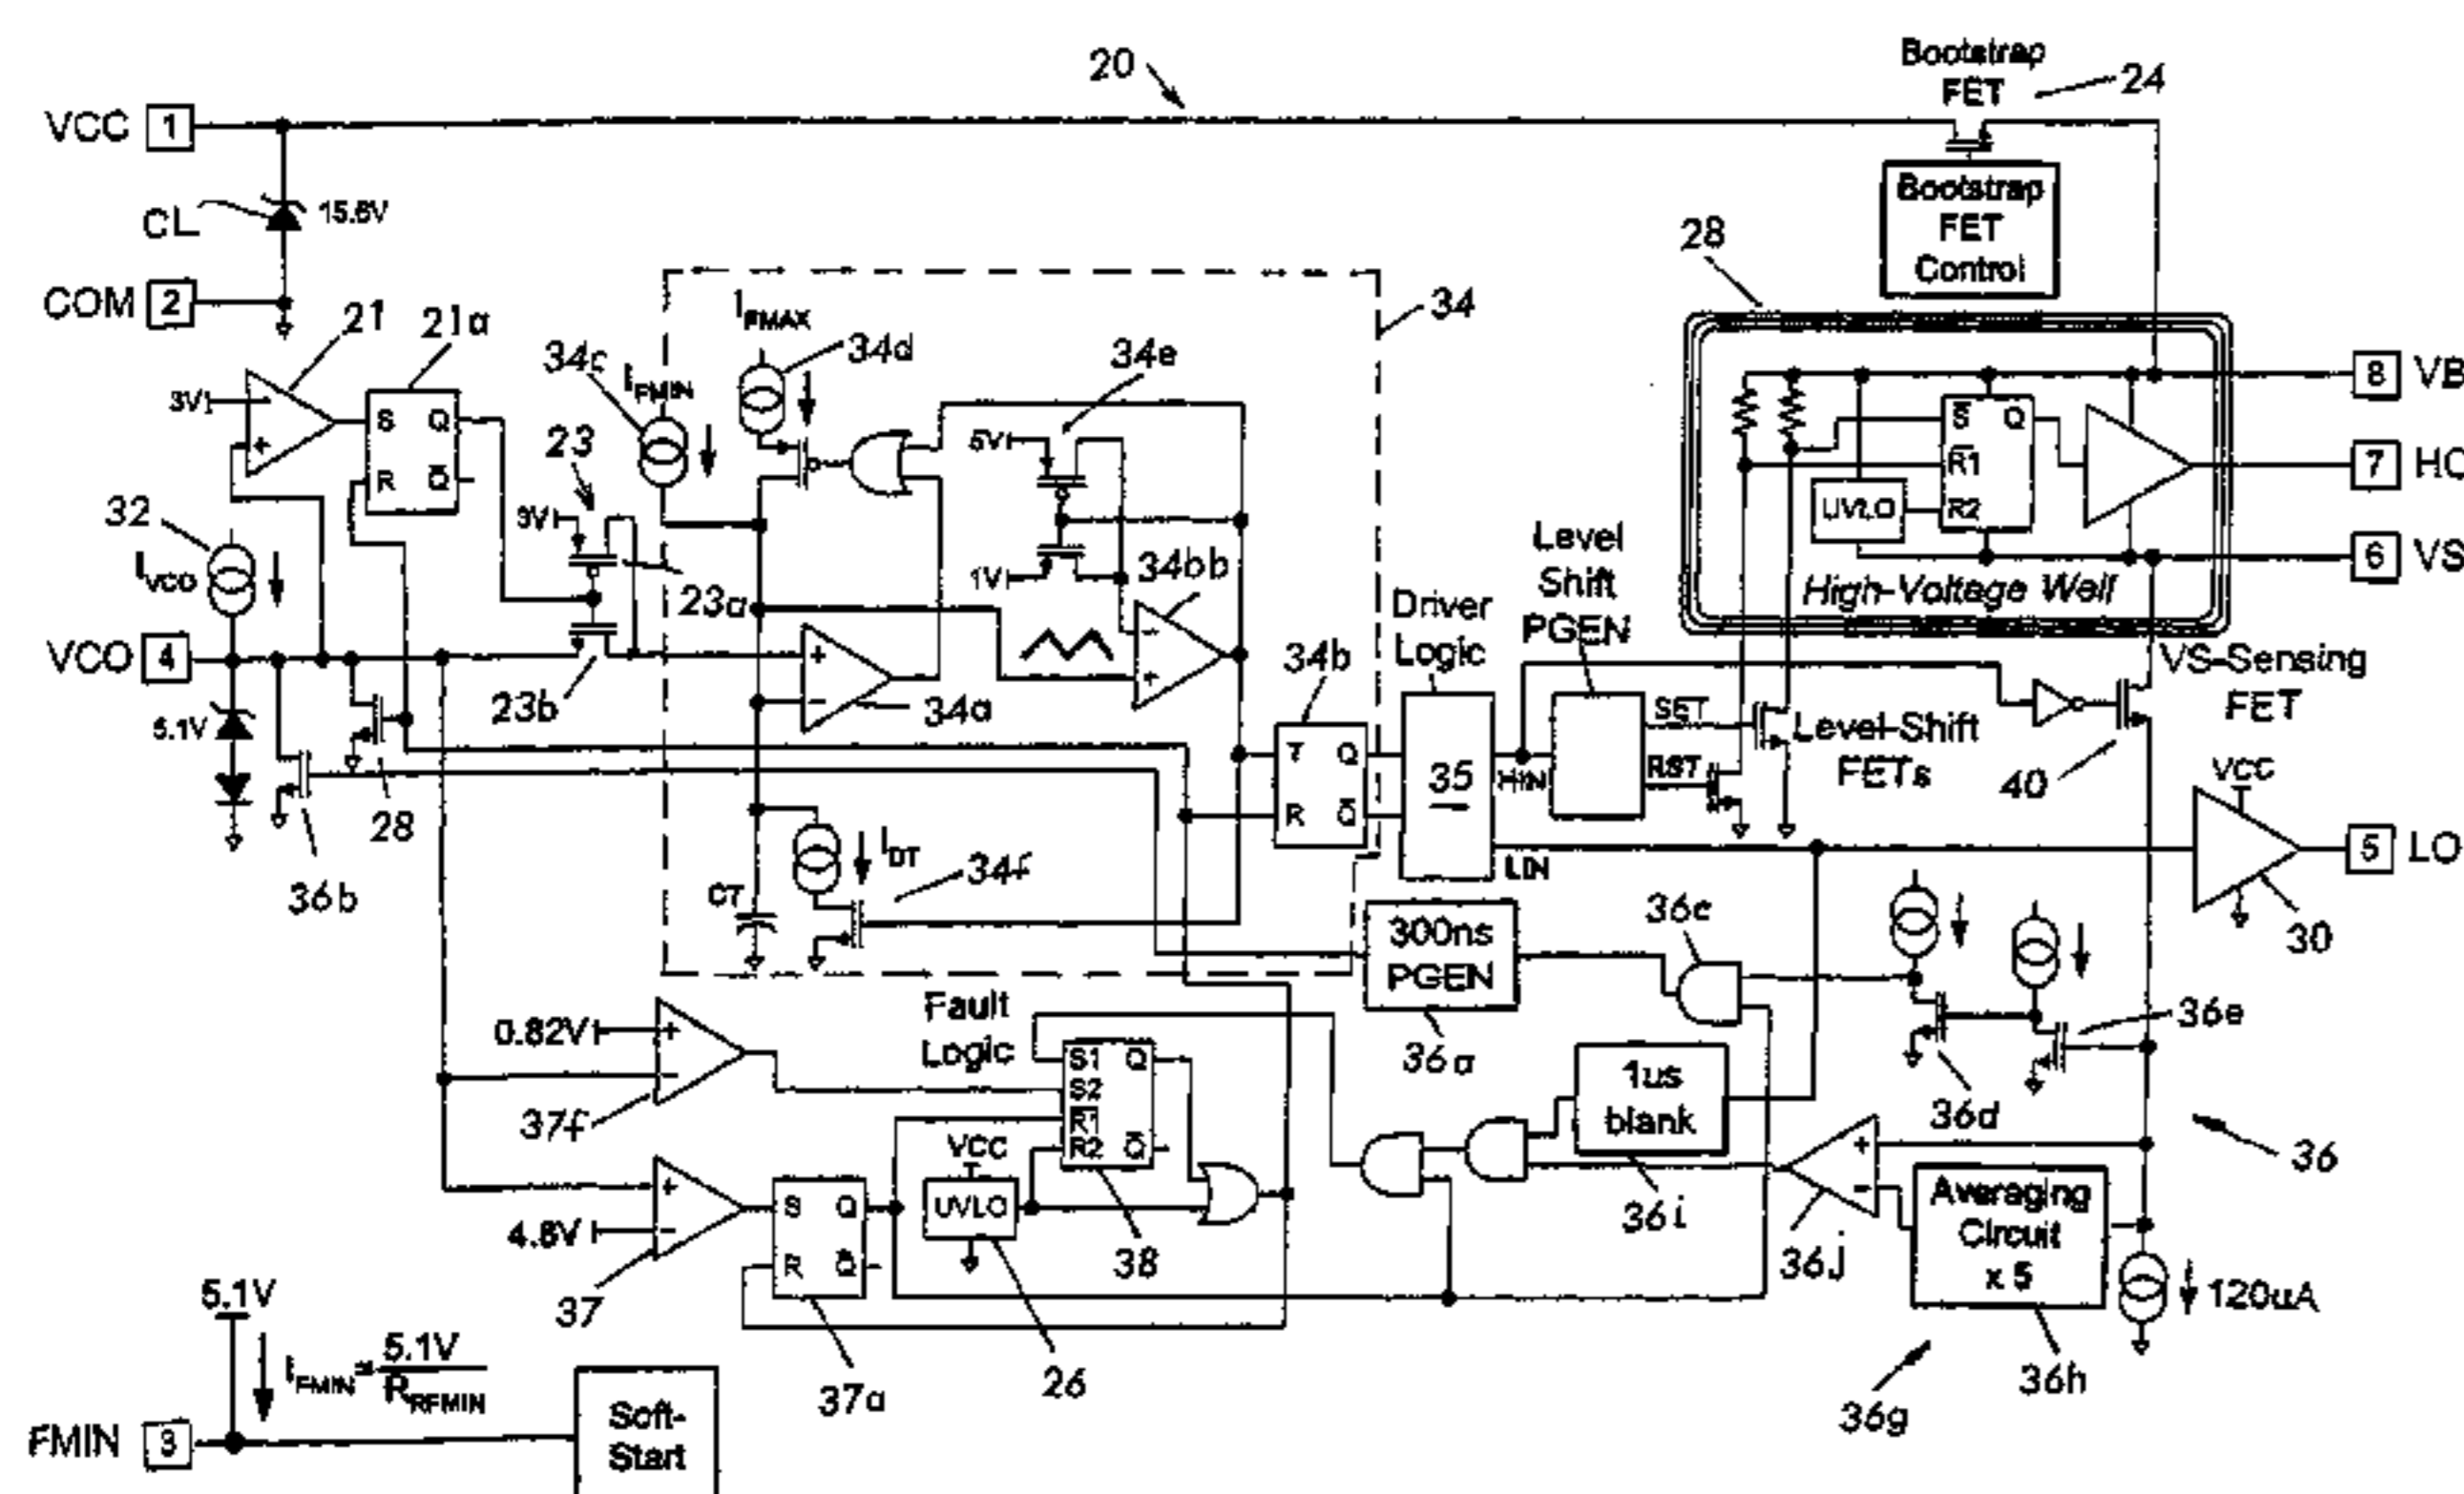 20
Bootstrap
FET
24
VCC 1
Bootstrap
FET
Control
CL
15.6V
28
COM 2
21
21a
34
I FMAX
34d
34c
I FMIN
34e
8 VB
3V
+
-
S Q
R Q
23
5V
S Q
R1
R2
UVLO
7 HO
32
I VCO
3V
1V
34bb
Level
Shift
PGEN
6 VS
High-Voltage Well
23a
Driver
Logic
VCO 4
+
-
-
+
34b
VS-Sensing
FET
5.1V
23b
34a
SET
Level-Shift
FETs
T Q
R Q
35
HIN
RST
40
VCC
28
36b
I DT
34f
CT
LIN
5 LO
30
300ns
PGEN
36c
36a
0.82V
+
-
Fault
Logic
S1 Q
S2
R1
R2 Q
36e
1us
blank
36d
37f
VCC
UVLO
+
-
4.8V
S Q
R Q
38
36i
+
-
36j
Averaging
Circuit
x 5
36
37
120uA
5.1V
I FMIN = 5.1V
R RFMIN
37a
26
36h
36g
FMIN 3
Soft-
Start